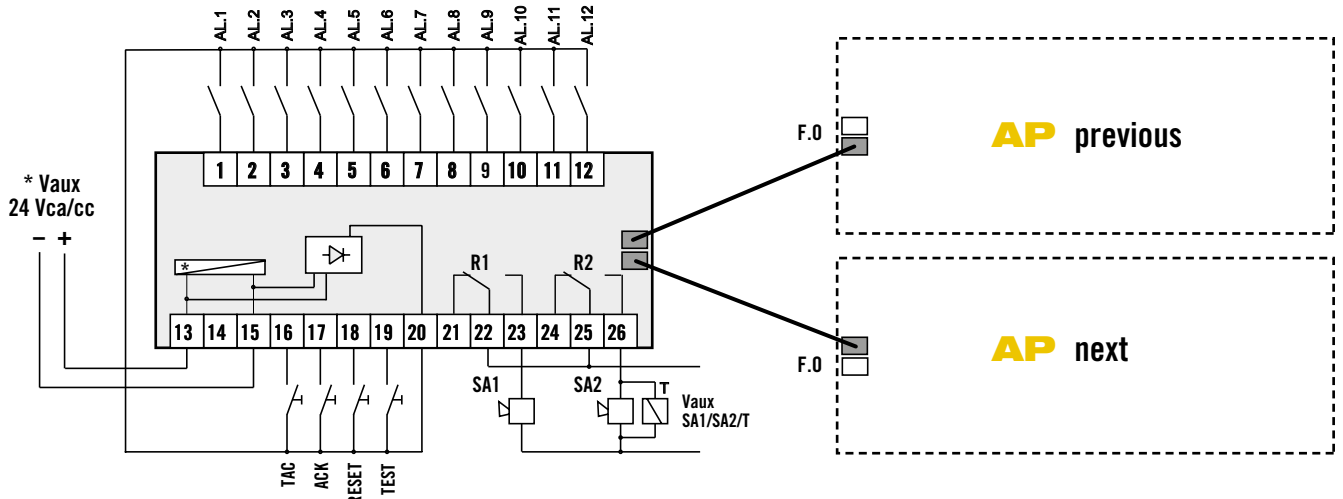 AL.1 AL.2 AL.3 AL.4 AL.5 AL.6 AL.7 AL.8 AL.9 AL.10 AL.11 AL.12
1 2 3 4 5 6 7 8 9 10 11 12
* Vaux
24 Vca/cc
– +
*
R1 R2
13 14 15 16 17 18 19 20 21 22 23 24 25 26
SA1 SA2 T
Vaux
SA1/SA2/T
TAC ACK RESET TEST
F.O
AP previous
F.O
AP next